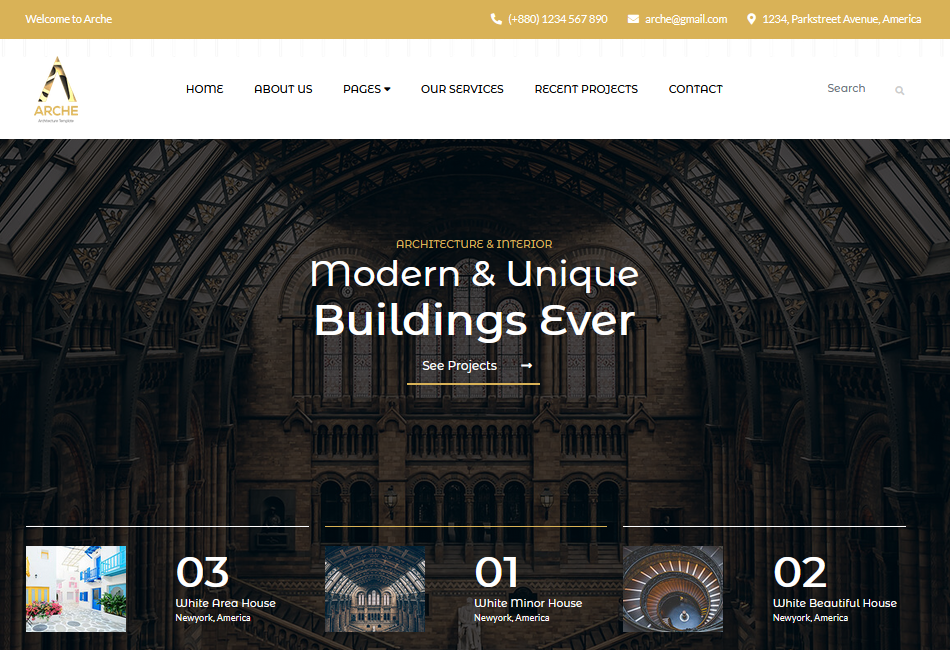 Welcome to Arche
(+880) 1234 567 890
arche@gmail.com
1234, Parkstreet Avenue, America
ARCHE
Architecture Template
HOME
ABOUT US
PAGES
OUR SERVICES
RECENT PROJECTS
CONTACT
Search
ARCHITECTURE & INTERIOR
Modern & Unique
Buildings Ever
See Projects
03
White Area House
Newyork, America
01
White Minor House
Newyork, America
02
White Beautiful House
Newyork, America